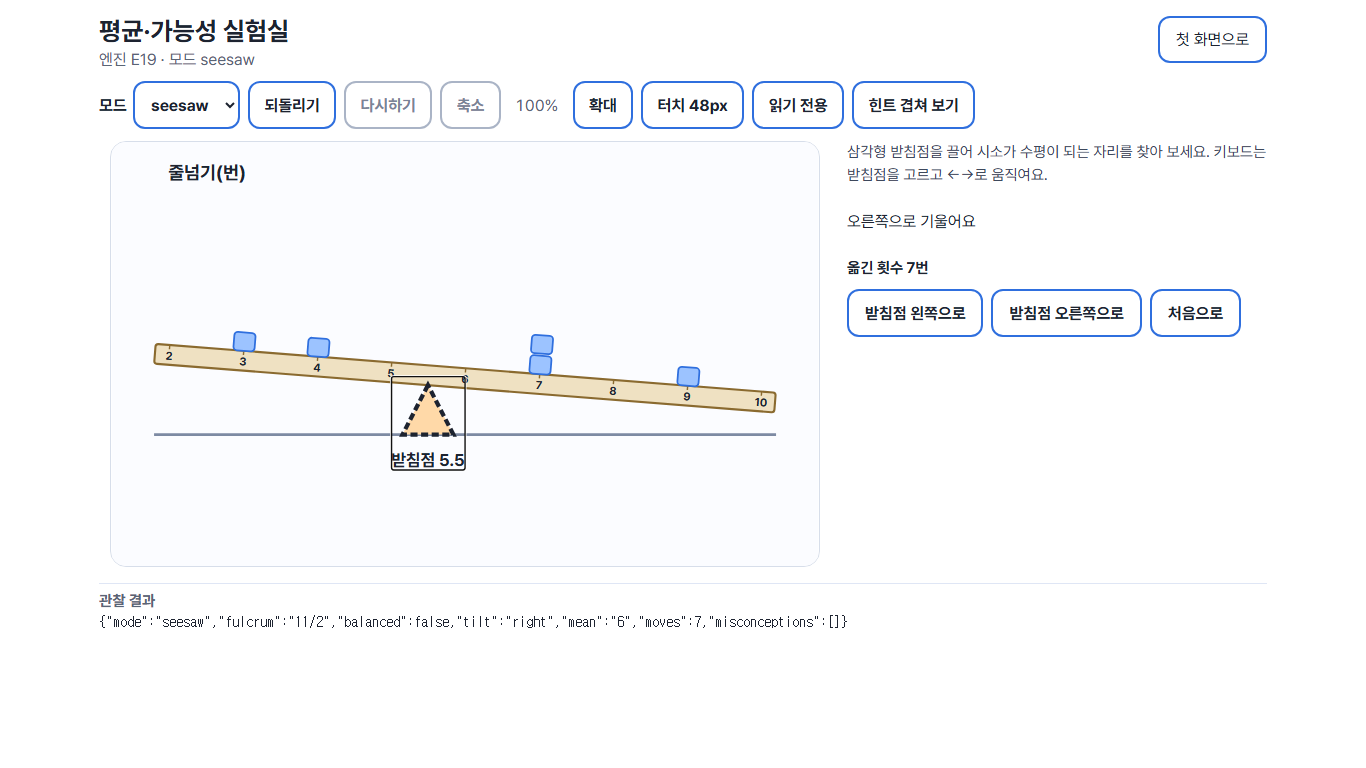 평균·가능성 실험실
엔진 E19 · 모드 seesaw
첫 화면으로
모드 seesaw 되돌리기 다시하기 축소 100% 확대 터치 48px 읽기 전용 힌트 겹쳐 보기
줄넘기(번)
2 3 4 5 6 7 8 9 10
받침점 5.5
삼각형 받침점을 끌어 시소가 수평이 되는 자리를 찾아 보세요. 키보드는
받침점을 고르고 ←→로 움직여요.
오른쪽으로 기울어요
옮긴 횟수 7번
받침점 왼쪽으로 받침점 오른쪽으로 처음으로
관찰 결과
{"mode":"seesaw","fulcrum":"11/2","balanced":false,"tilt":"right","mean":"6","moves":7,"misconceptions":[]}